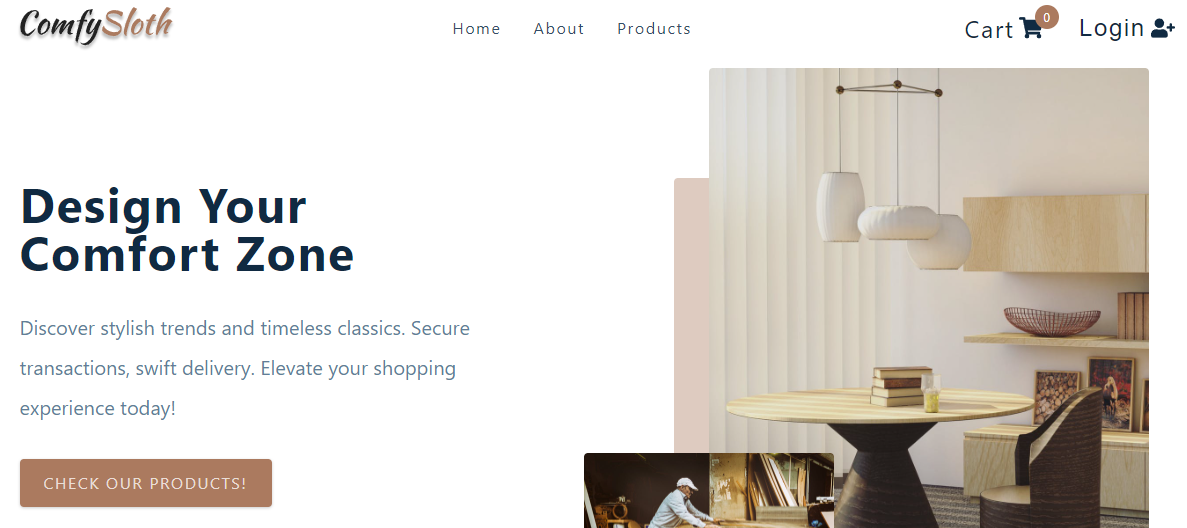 ComfySloth
Home
About
Products
Cart
0
Login
Design Your
Comfort Zone
Discover stylish trends and timeless classics. Secure
transactions, swift delivery. Elevate your shopping
experience today!
CHECK OUR PRODUCTS!